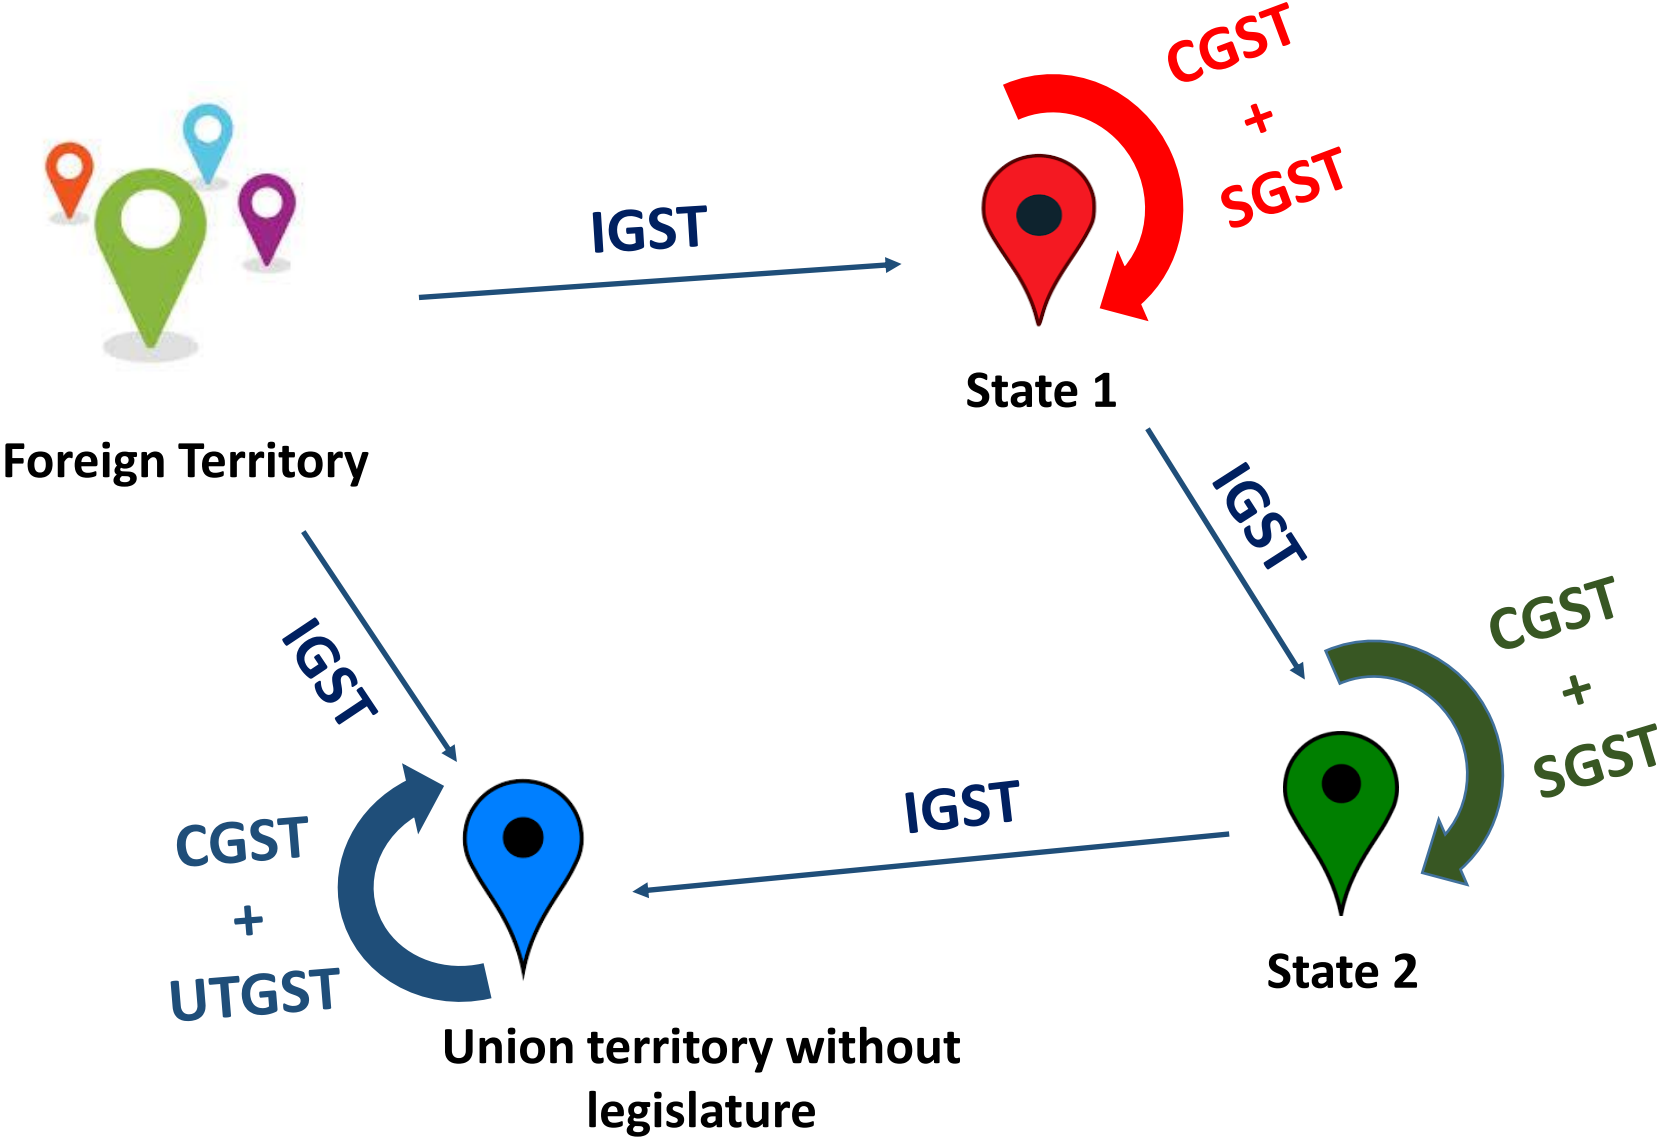 CGST
+
SGST
IGST
State 1
Foreign Territory
IGST
IGST
CGST
+
SGST
IGST
CGST
+
UTGST
State 2
Union territory without
legislature